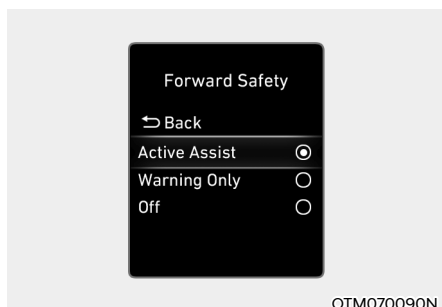 Forward Safety
Back
Active Assist
Warning Only
Off
OTM070090N